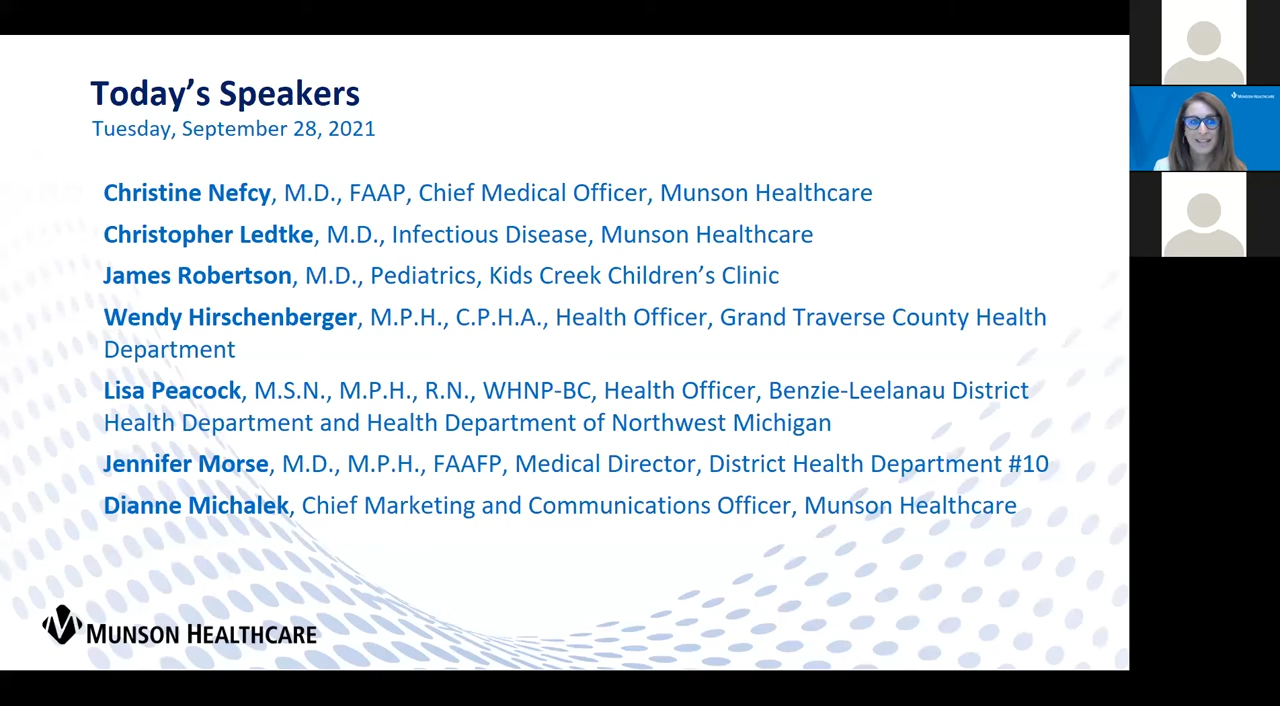 Today's Speakers
Tuesday, September 28, 2021
Christine Nefcy, M.D., FAAP, Chief Medical Officer, Munson Healthcare
Christopher Ledtke, M.D., Infectious Disease, Munson Healthcare
James Robertson, M.D., Pediatrics, Kids Creek Children's Clinic
Wendy Hirschenberger, M.P.H., C.P.H.A., Health Officer, Grand Traverse County Health
Department
Lisa Peacock, M.S.N., M.P.H., R.N., WHNP-BC, Health Officer, Benzie-Leelanau District
Health Department and Health Department of Northwest Michigan
Jennifer Morse, M.D., M.P.H., FAAFP, Medical Director, District Health Department #10
Dianne Michalek, Chief Marketing and Communications Officer, Munson Healthcare
MUNSON HEALTHCARE
MUNSON HEALTHCARE